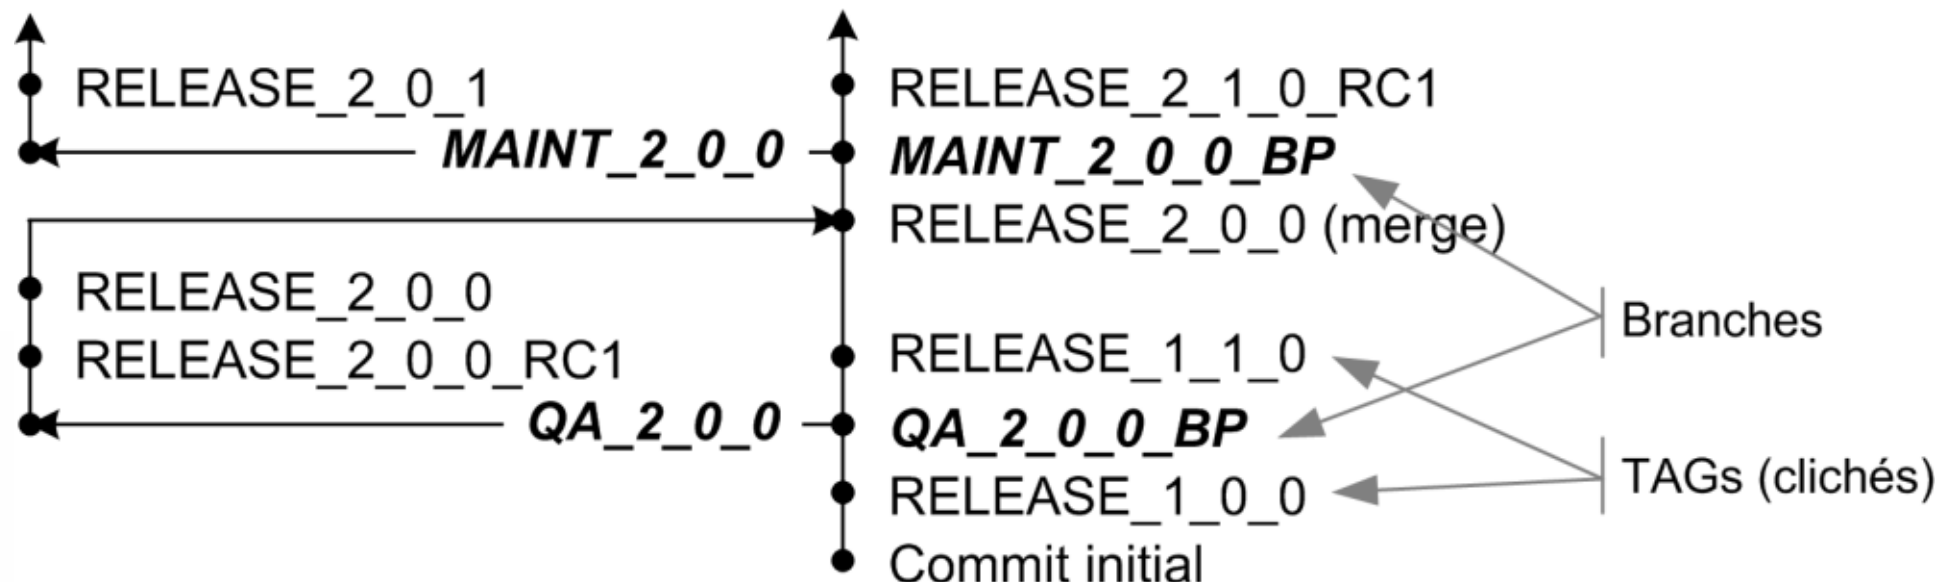 RELEASE_2_0_1
RELEASE_2_1_0_RC1
MAINT_2_0_0
MAINT_2_0_0_BP
RELEASE_2_0_0 (merge)
RELEASE_2_0_0
Branches
RELEASE_2_0_0_RC1
RELEASE_1_1_0
QA_2_0_0
QA_2_0_0_BP
TAGs (clichés)
RELEASE_1_0_0
Commit initial